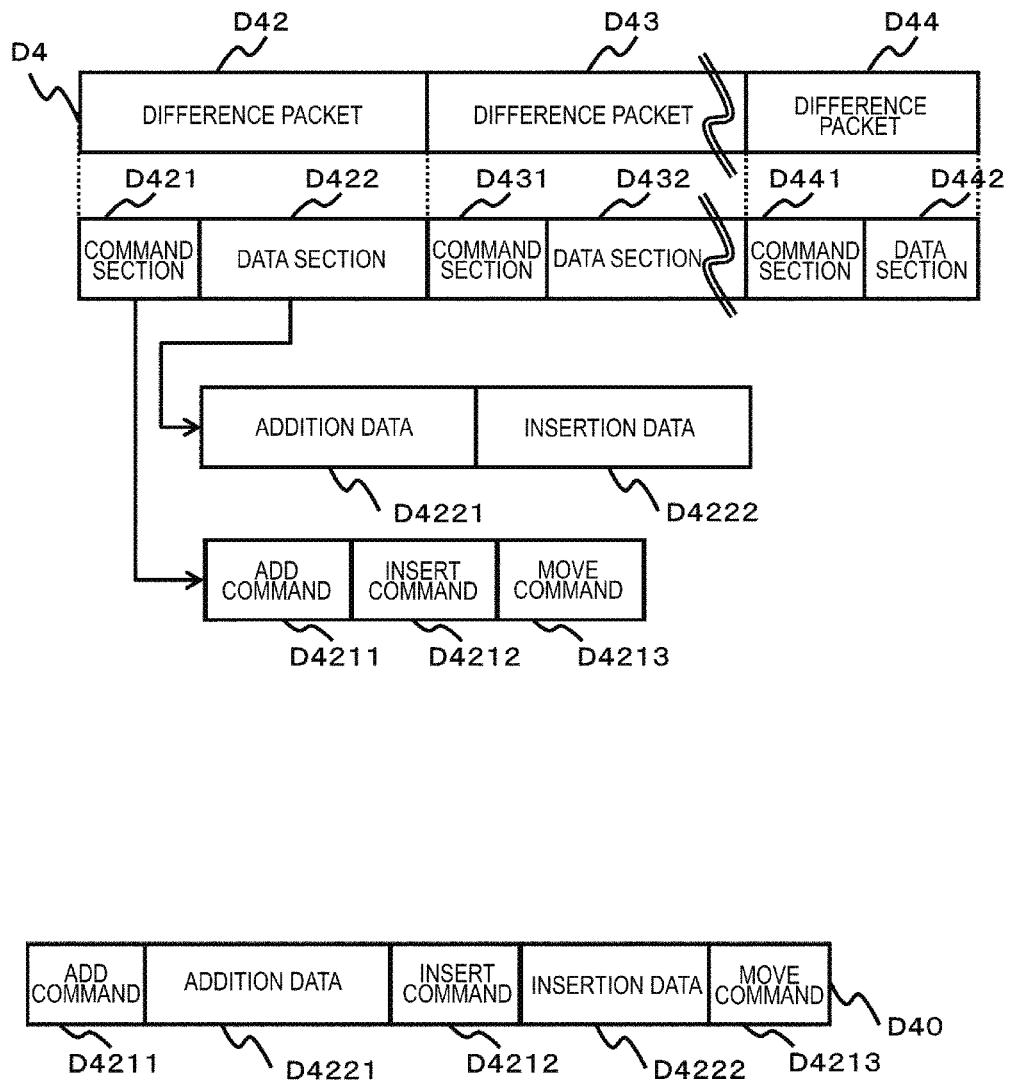 D42
D43
D44
D4
DIFFERENCE PACKET
DIFFERENCE PACKET
DIFFERENCE
PACKET
D421
D422
D431
D432
D441
D442
COMMAND
SECTION
DATA SECTION
COMMAND
SECTION
DATA SECTION
COMMAND
SECTION
DATA
SECTION
ADDITION DATA
INSERTION DATA
D4221
D4222
ADD
COMMAND
INSERT
COMMAND
MOVE
COMMAND
D4211
D4212
D4213
ADD
COMMAND
ADDITION DATA
INSERT
COMMAND
INSERTION DATA
MOVE
COMMAND
D40
D4211
D4221
D4212
D4222
D4213